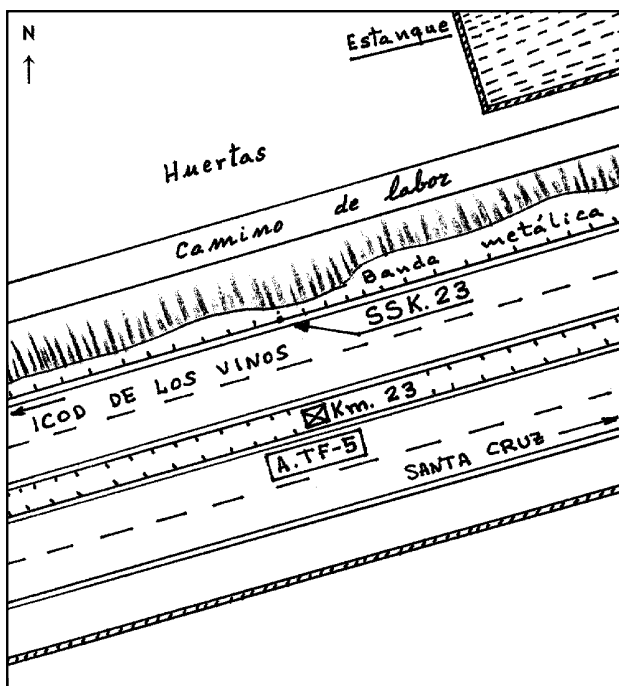 N
Estanque
Huertas
Camino de labor
Banda metálica
SSK. 23
ICOD DE LOS VINOS
Km. 23
A.TF-5
SANTA CRUZ